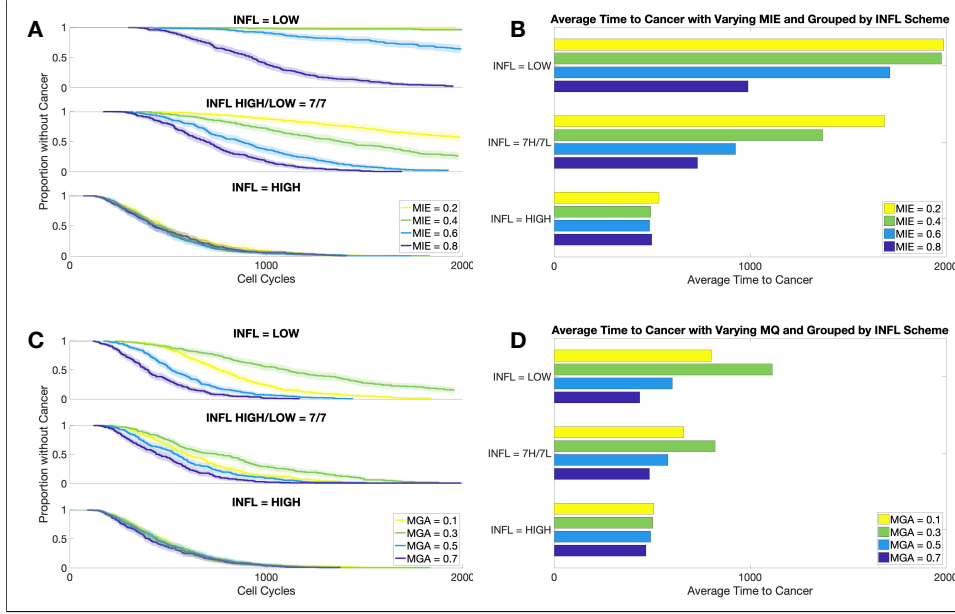 A
INFL = LOW
1
0.5
0
INFL HIGH/LOW = 7/7
1
0.5
0
INFL = HIGH
1
0.5
0
0
1000
2000
Cell Cycles
Proportion without Cancer
MIE = 0.2
MIE = 0.4
MIE = 0.6
MIE = 0.8
B
Average Time to Cancer with Varying MIE and Grouped by INFL Scheme
INFL = LOW
INFL = 7H/7L
INFL = HIGH
MIE = 0.2
MIE = 0.4
MIE = 0.6
MIE = 0.8
0
1000
2000
Average Time to Cancer
C
INFL = LOW
1
0.5
0
INFL HIGH/LOW = 7/7
1
0.5
0
INFL = HIGH
1
0.5
0
0
1000
2000
Cell Cycles
Proportion without Cancer
MGA = 0.1
MGA = 0.3
MGA = 0.5
MGA = 0.7
D
Average Time to Cancer with Varying MQ and Grouped by INFL Scheme
INFL = LOW
INFL = 7H/7L
INFL = HIGH
MGA = 0.1
MGA = 0.3
MGA = 0.5
MGA = 0.7
0
1000
2000
Average Time to Cancer